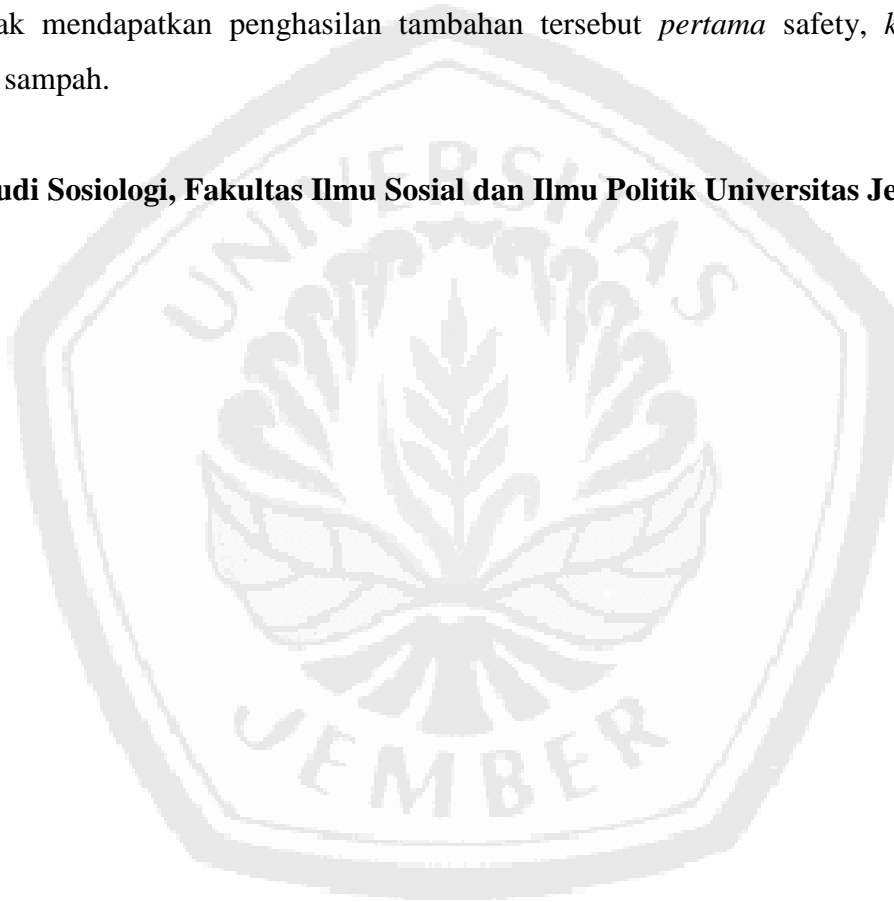 ak mendapatkan penghasilan tambahan tersebut pertama safety, k
sampah.
udi Sosiologi, Fakultas Ilmu Sosial dan Ilmu Politik Universitas Je
UNIVERSITAS
JEMBER